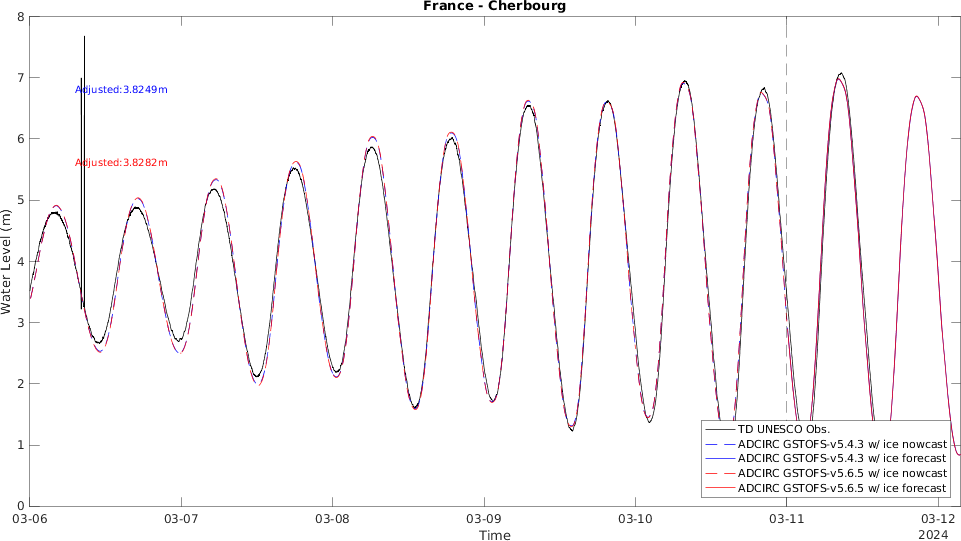 France - Cherbourg
8
7
6
5
4
3
2
1
0
Water Level (m)
Adjusted:3.8249m
Adjusted:3.8282m
TD UNESCO Obs.
ADCIRC GSTOFS-v5.4.3 w/ ice nowcast
ADCIRC GSTOFS-v5.4.3 w/ ice forecast
ADCIRC GSTOFS-v5.6.5 w/ ice nowcast
ADCIRC GSTOFS-v5.6.5 w/ ice forecast
03-06 03-07 03-08 03-09 03-10 03-11 03-12
Time
2024